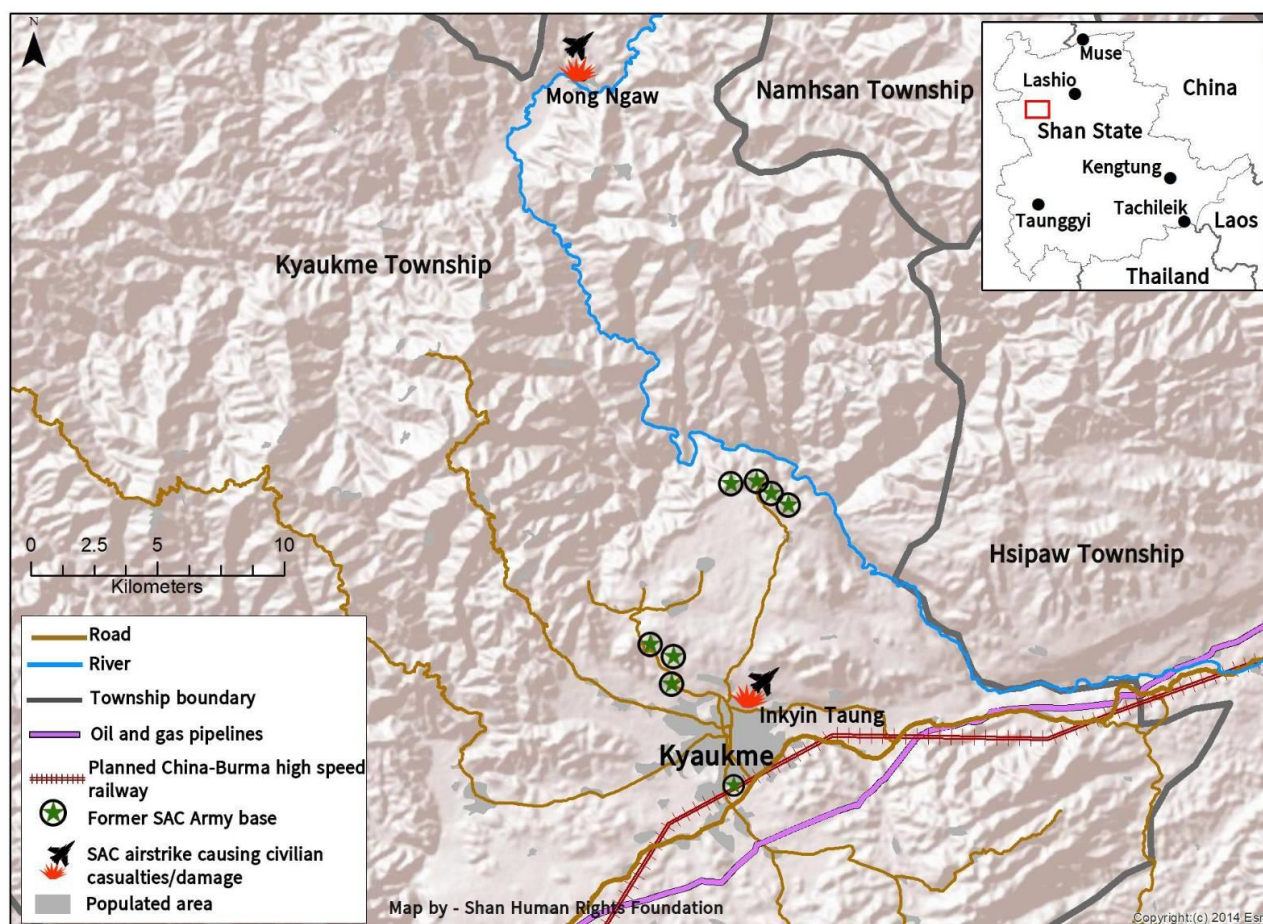 N
Mong Ngaw
Namhsan Township
Kyaukme Township
Muse
Lashio
China
Shan State
Kengtung
Taunggyi
Tachileik
Laos
Thailand
Hsipaw Township
0 2.5 5 10
Kilometers
Inkyin Taung
Kyaukme
Road
River
Township boundary
Oil and gas pipelines
Planned China-Burma high speed
railway
Former SAC Army base
SAC airstrike causing civilian
casualties/damage
Populated area
Map by - Shan Human Rights Foundation
Copyright:(c) 2014 Esr